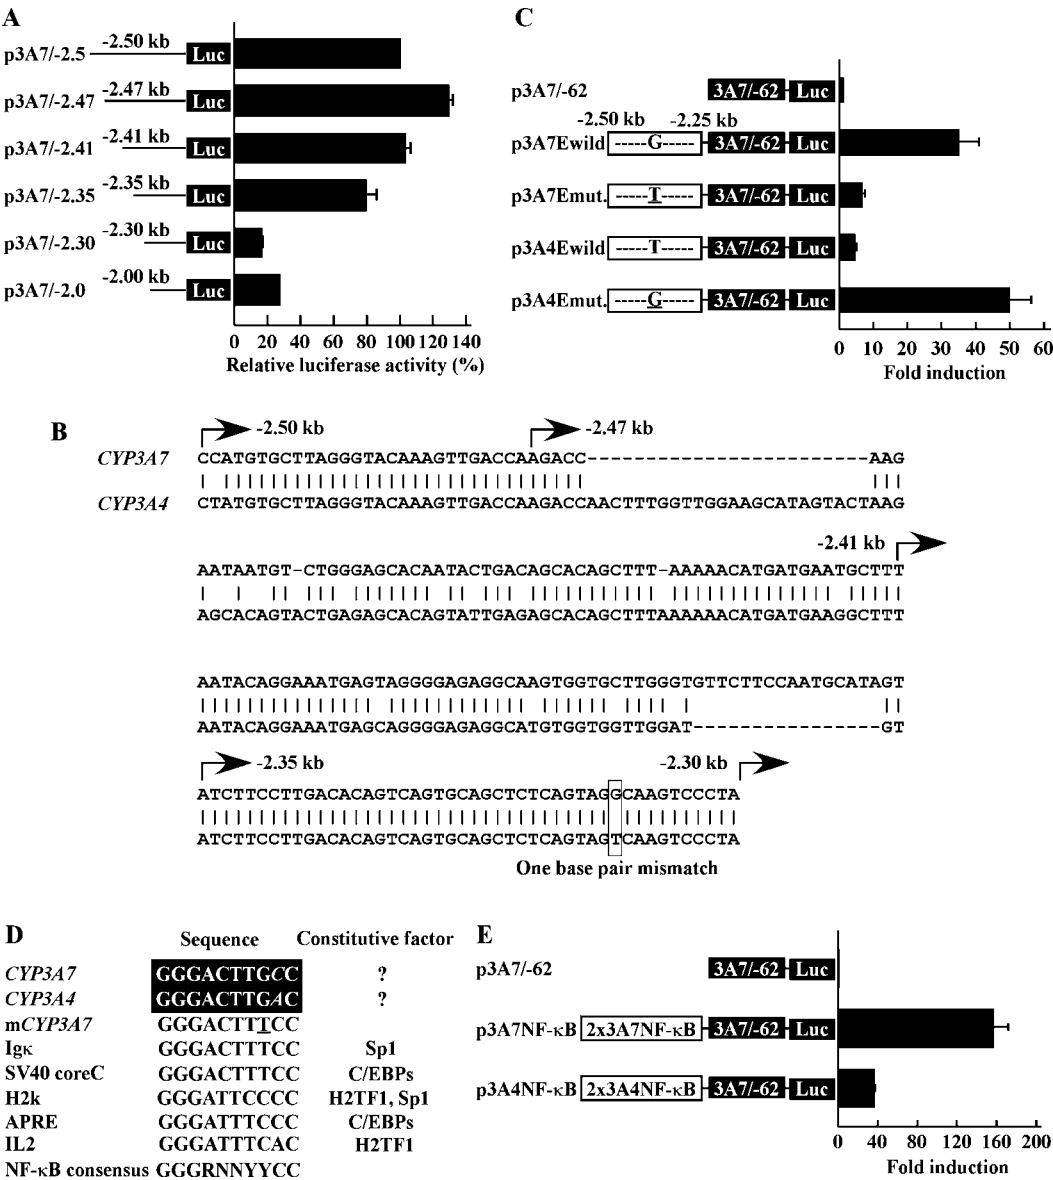 A
p3A7/-2.5 -2.50 kb Luc
p3A7/-2.47 -2.47 kb Luc
p3A7/-2.41 -2.41 kb Luc
p3A7/-2.35 -2.35 kb Luc
p3A7/-2.30 -2.30 kb Luc
p3A7/-2.0 -2.00 kb Luc
0 20 40 60 80 100 120 140
Relative luciferase activity (%)
C
p3A7/-62 3A7/-62 Luc
-2.50 kb -2.25 kb
p3A7Ewild -----G----- 3A7/-62 Luc
p3A7Emut. -----T----- 3A7/-62 Luc
p3A4Ewild -----T----- 3A7/-62 Luc
p3A4Emut. -----G----- 3A7/-62 Luc
0 10 20 30 40 50 60
Fold induction
B
-2.50 kb -2.47 kb
CYP3A7 CCATGTGCTTAGGGTACAAAGTTGACCAAGACC------------------------AAG
CYP3A4 CTATGTGCTTAGGGTACAAAGTTGACCAAGACCAACTTTGGTTGGAAGCATAGTACTAAG
-2.41 kb
AATAATGT-CTGGGAGCACAATACTGACAGCACAGCTTT-AAAAACATGATGAATGCTTT
AGCACAGTACTGAGAGCACAGTATTGAGAGCACAGCTTTAAAAAACATGATGAAGGCTTT
AATACAGGAAATGAGTAGGGGAGAGGCAAGTGGTGCTTGGGTGTTCTTCCAATGCATAGT
AATACAGGAAATGAGCAGGGGAGAGGCATGTGGTGGTTGGAT----------------GT
-2.35 kb -2.30 kb
ATCTTCCTTGACACAGTCAGTGCAGCTCTCAGTAGGCAAGTCCCTA
ATCTTCCTTGACACAGTCAGTGCAGCTCTCAGTAGTCAAGTCCCTA
One base pair mismatch
D
Sequence Constitutive factor
CYP3A7 GGGACTTGCC ?
CYP3A4 GGGACTTGAC ?
mCYP3A7 GGGACTTTCC
Igκ GGGACTTTCC Sp1
SV40 coreC GGGACTTTCC C/EBPs
H2k GGGATTCCCC H2TF1, Sp1
APRE GGGATTTCCC C/EBPs
IL2 GGGATTTCAC H2TF1
NF-κB consensus GGGRNNYYCC
E
p3A7/-62 3A7/-62 Luc
p3A7NF-κB 2x3A7NF-κB 3A7/-62 Luc
p3A4NF-κB 2x3A4NF-κB 3A7/-62 Luc
0 40 80 120 160 200
Fold induction